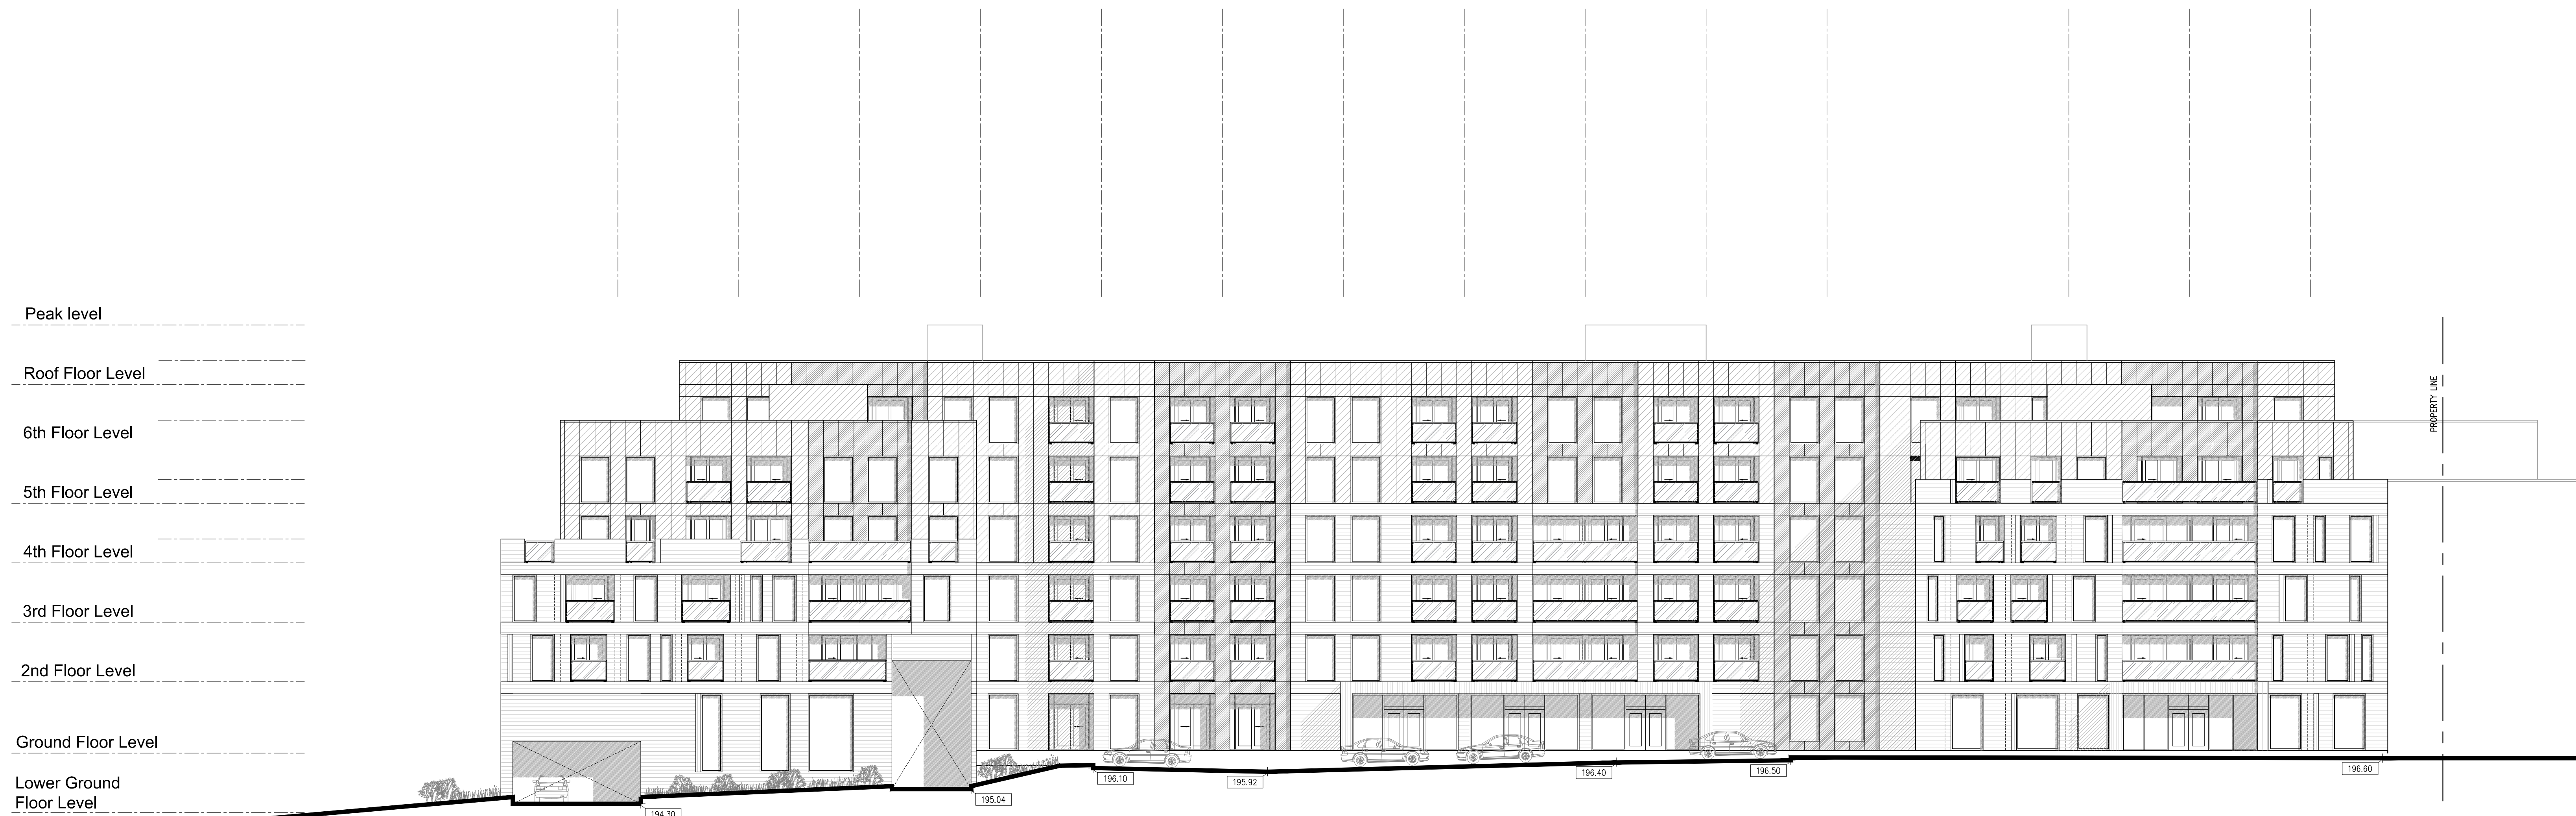 Peak level
Roof Floor Level
6th Floor Level
5th Floor Level
4th Floor Level
3rd Floor Level
2nd Floor Level
Ground Floor Level
Lower Ground
Floor Level
PROPERTY LINE
194.30
195.04
196.10
195.92
196.40
196.50
196.60